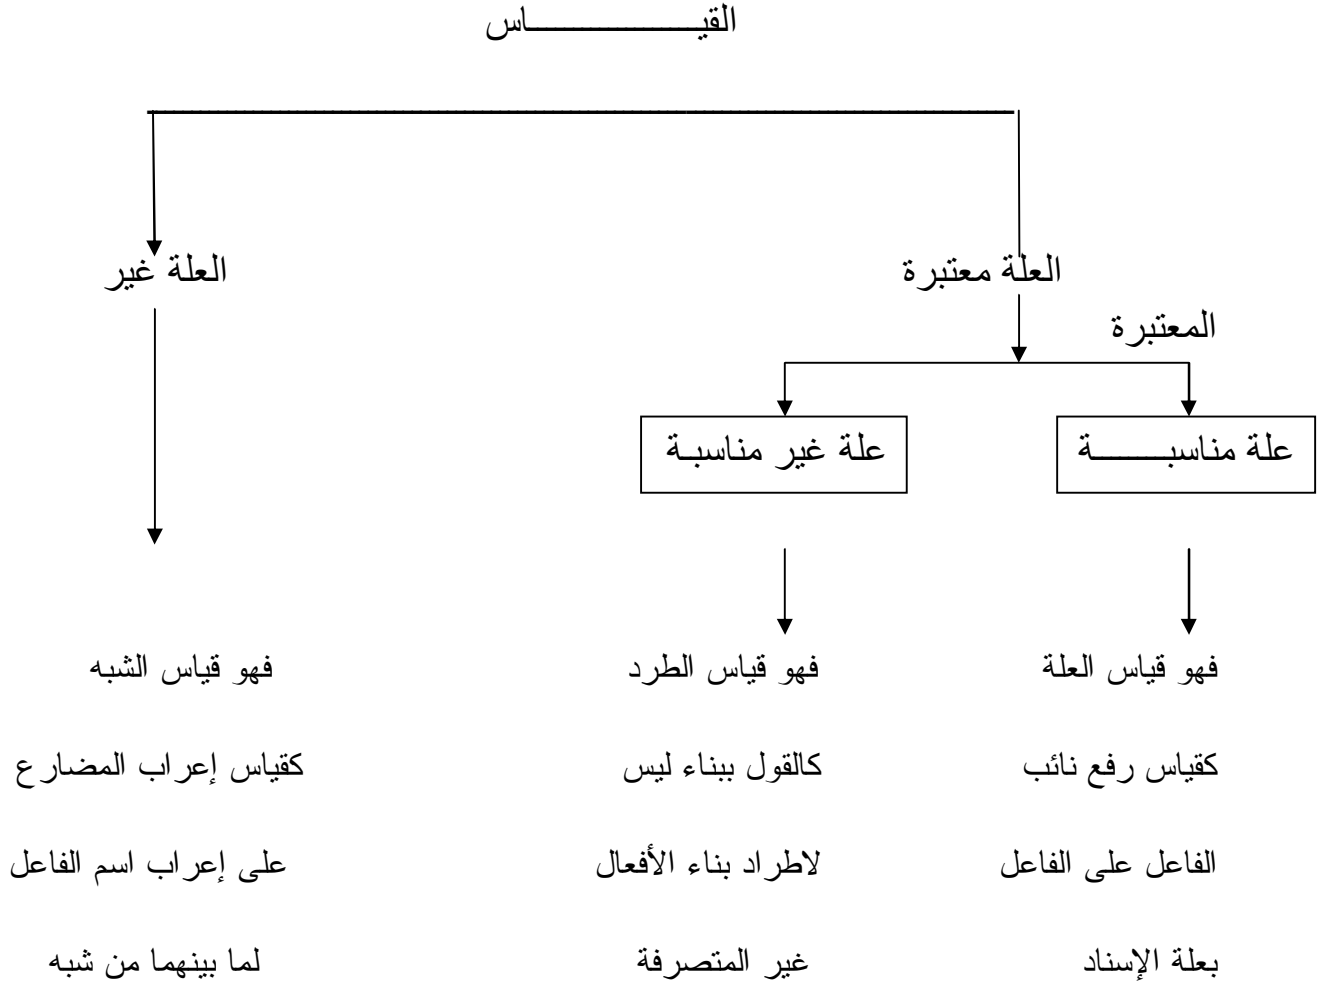 القيـــــــــــــــاس
العلة معتبرة
العلة غير
المعتبرة
علة مناسبـــــــة
علة غير مناسبـة
فهو قياس العلة
كقياس رفع نائب
الفاعل على الفاعل
بعلة الإسناد
فهو قياس الطرد
كالقول ببناء ليس
لاطراد بناء الأفعال
غير المتصرفة
فهو قياس الشبه
كقياس إعراب المضارع
على إعراب اسم الفاعل
لما بينهما من شبه